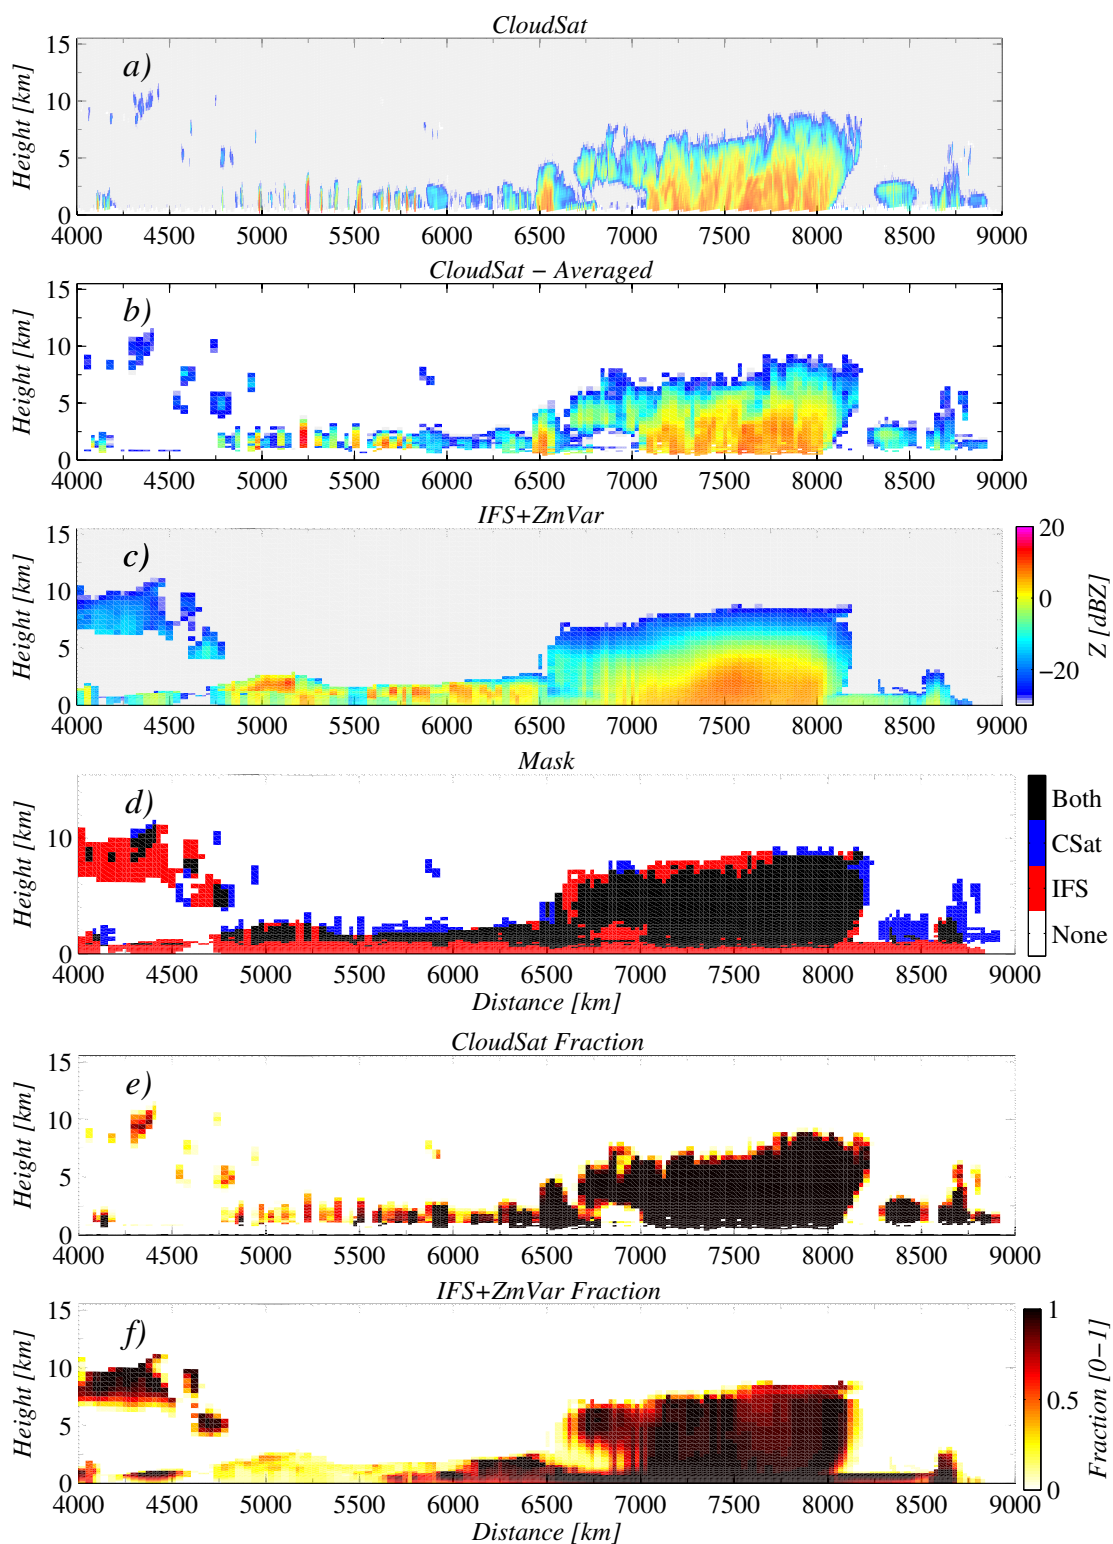 CloudSat
a)
Height [km]
15
10
5
0
4000 4500 5000 5500 6000 6500 7000 7500 8000 8500 9000
CloudSat − Averaged
b)
Height [km]
15
10
5
0
4000 4500 5000 5500 6000 6500 7000 7500 8000 8500 9000
IFS+ZmVar
c)
Height [km]
15
10
5
0
4000 4500 5000 5500 6000 6500 7000 7500 8000 8500 9000
20
0
−20
Z [dBZ]
Mask
d)
Height [km]
10
5
0
4000 4500 5000 5500 6000 6500 7000 7500 8000 8500 9000
Distance [km]
Both
CSat
IFS
None
CloudSat Fraction
e)
Height [km]
15
10
5
0
4000 4500 5000 5500 6000 6500 7000 7500 8000 8500 9000
IFS+ZmVar Fraction
f)
Height [km]
15
10
5
0
4000 4500 5000 5500 6000 6500 7000 7500 8000 8500 9000
Distance [km]
1
0.5
0
Fraction [0−1]